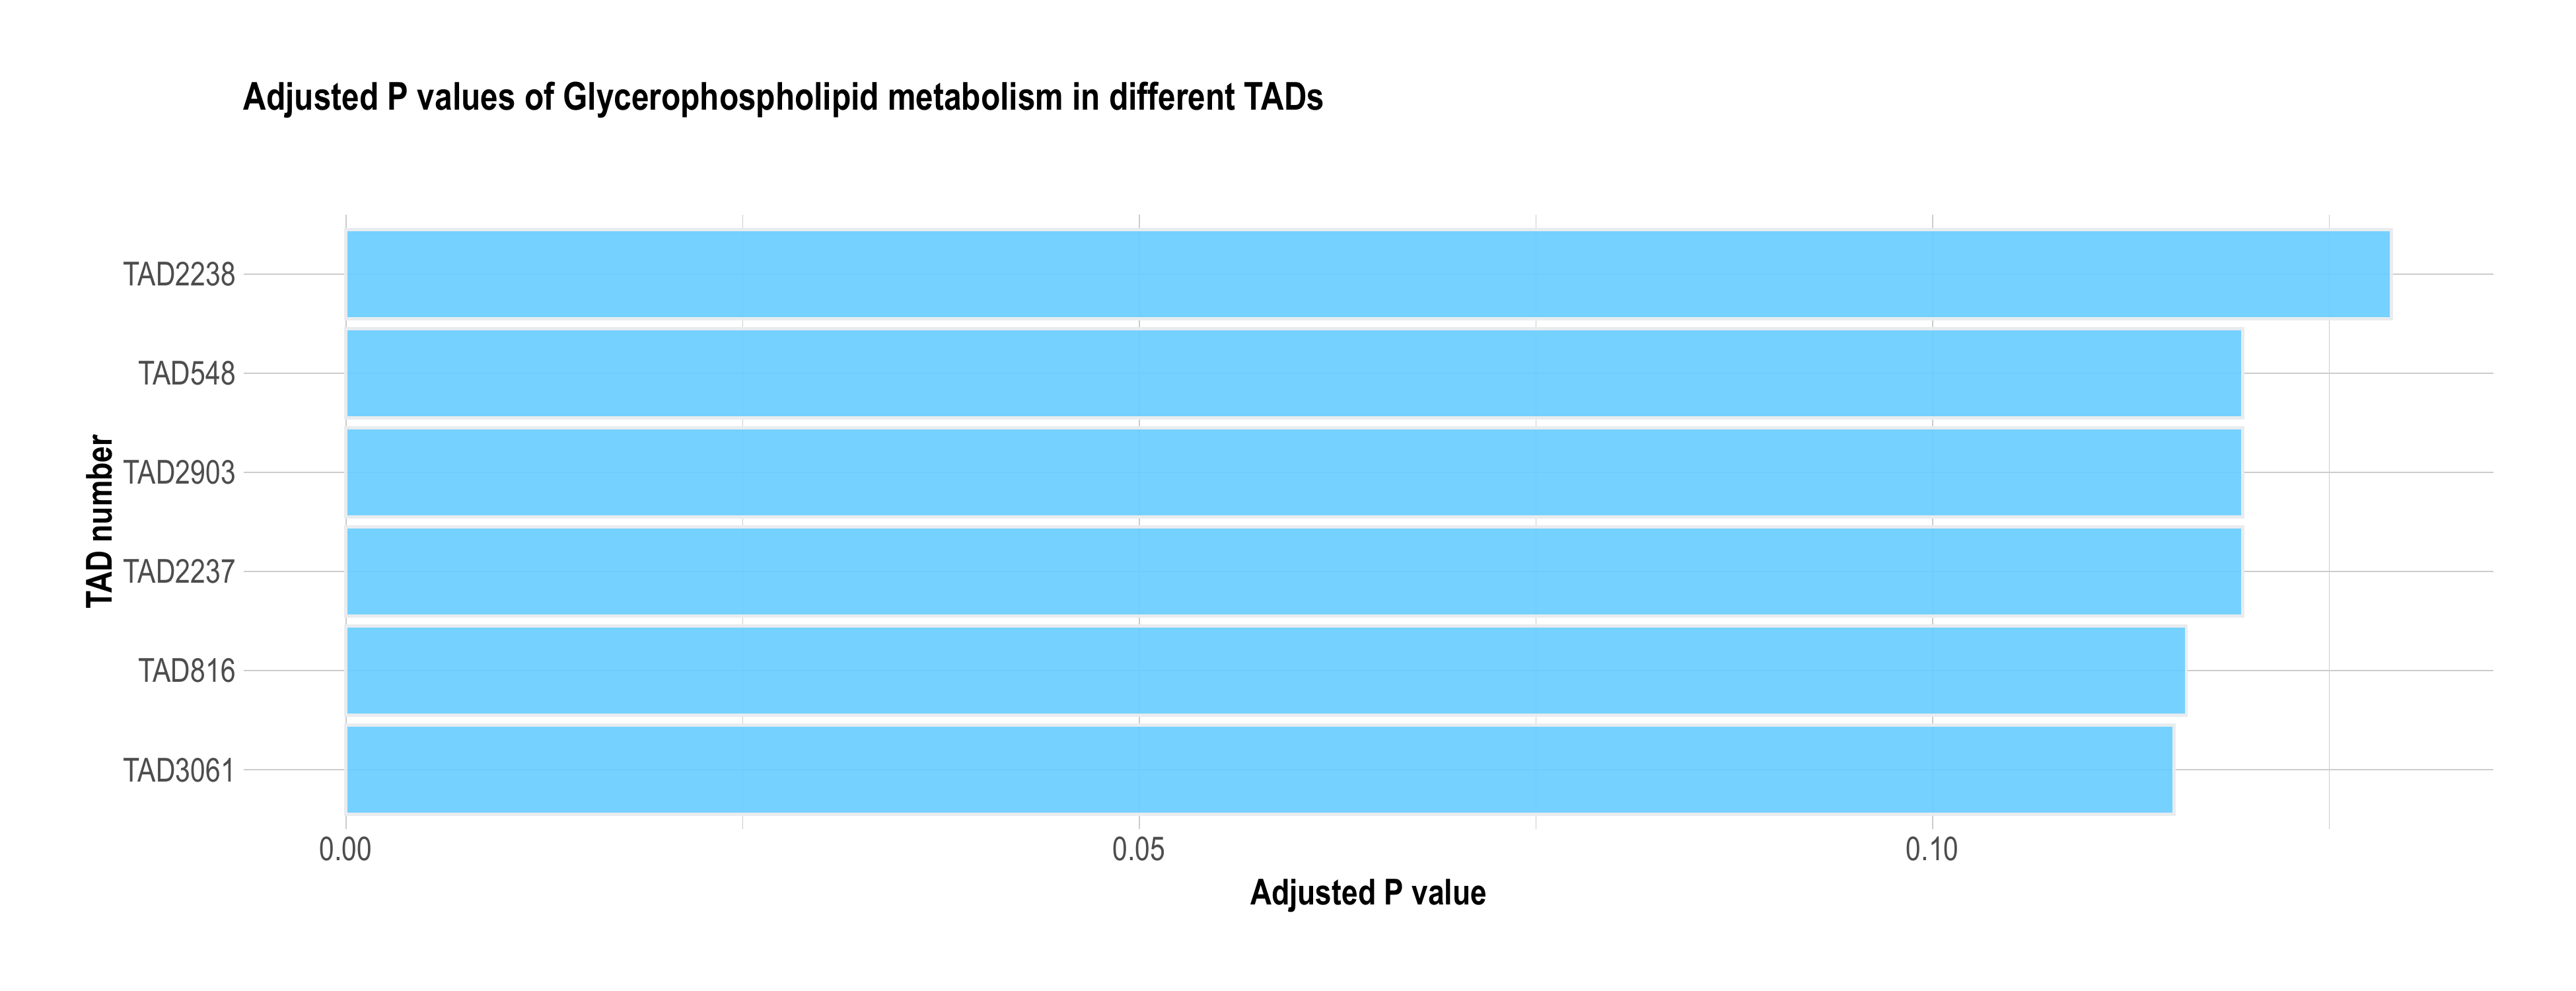 Adjusted P values of Glycerophospholipid metabolism in different TADs
TAD number
TAD2238
TAD548
TAD2903
TAD2237
TAD816
TAD3061
0.00
0.05
0.10
Adjusted P value